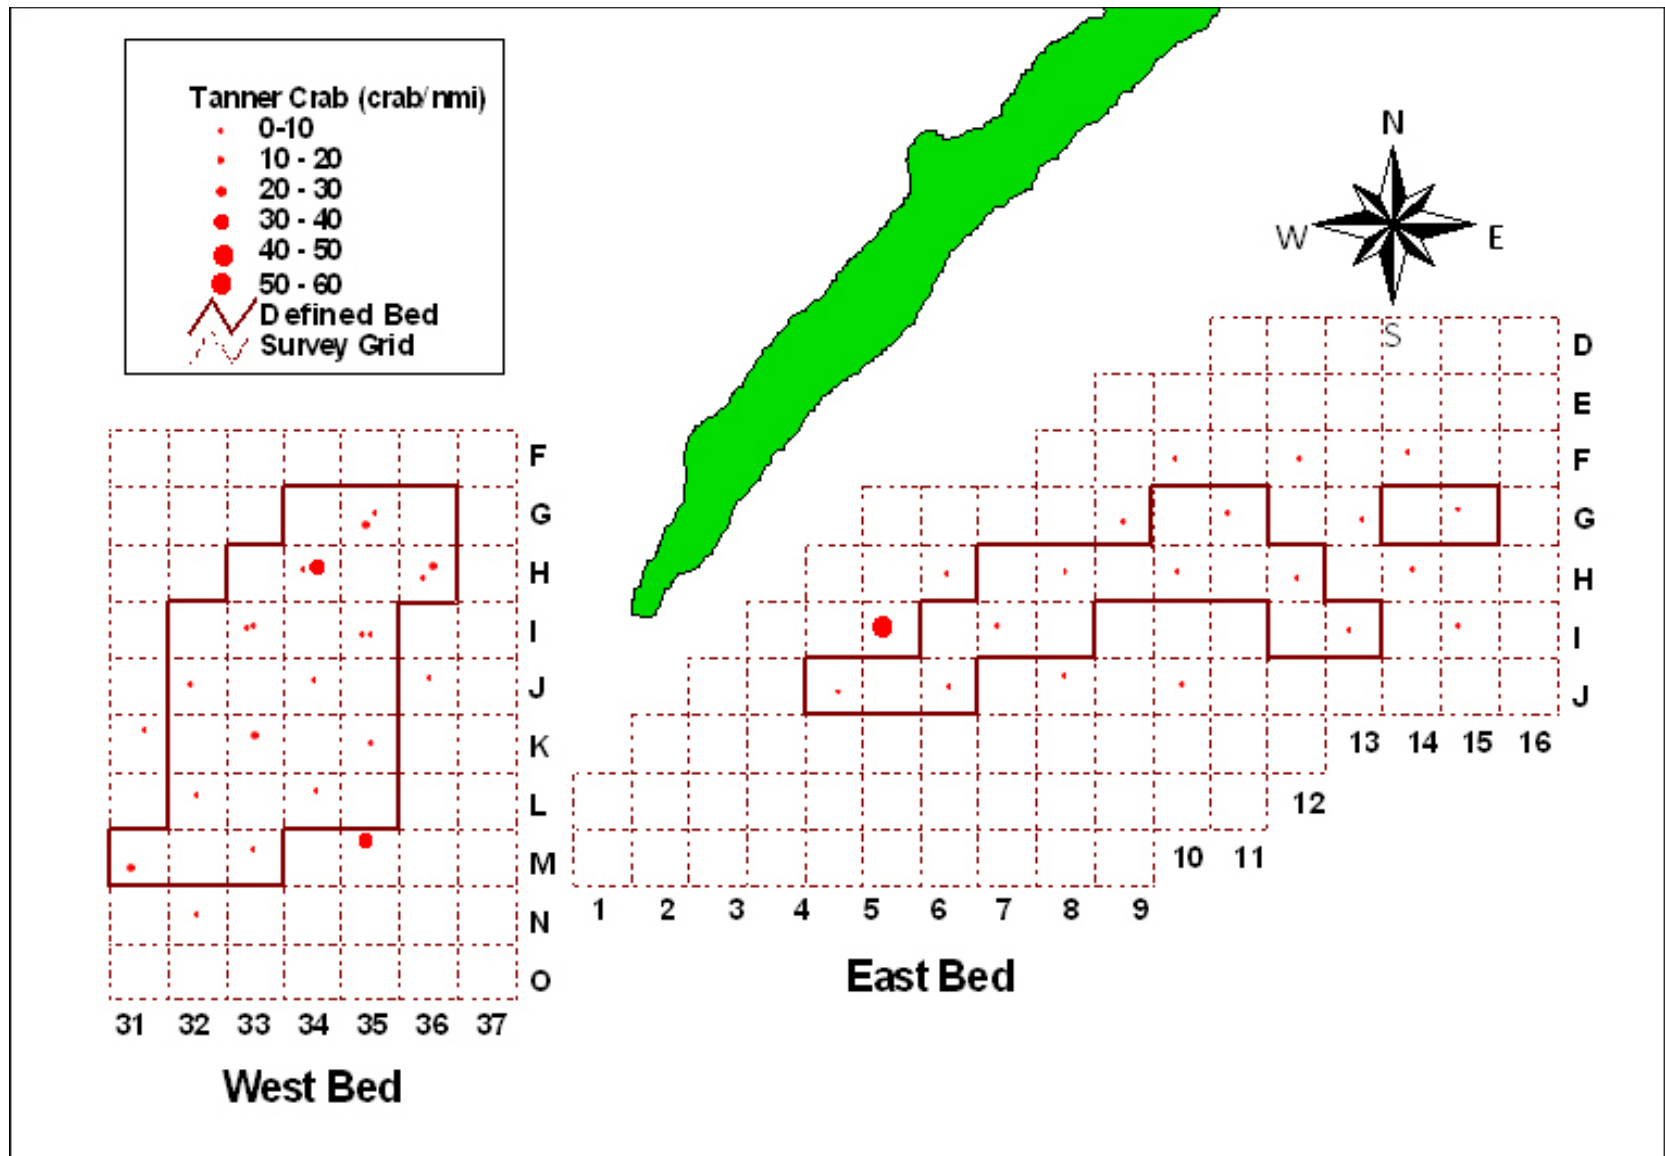 Tanner Crab (crab/nmi)
0-10
10 - 20
20 - 30
30 - 40
40 - 50
50 - 60
Defined Bed
Survey Grid
N
W E
S
D
E
F
G
H
I
J
13 14 15 16
12
10 11
1 2 3 4 5 6 7 8 9
East Bed
F
G
H
I
J
K
L
M
N
O
31 32 33 34 35 36 37
West Bed